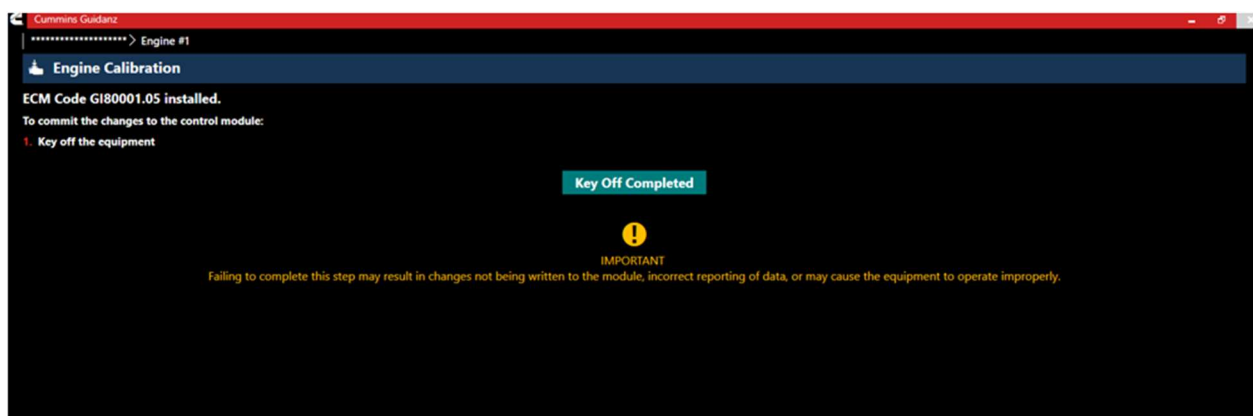 Cummins Guidanz
******************** > Engine #1
Engine Calibration
ECM Code GI80001.05 installed.
To commit the changes to the control module:
1. Key off the equipment
Key Off Completed
!
IMPORTANT
Failing to complete this step may result in changes not being written to the module, incorrect reporting of data, or may cause the equipment to operate improperly.